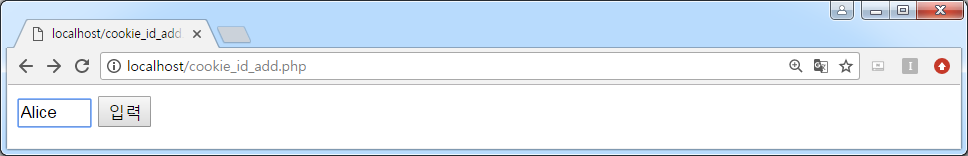 localhost/cookie_id_add
localhost/cookie_id_add.php
Alice 입력